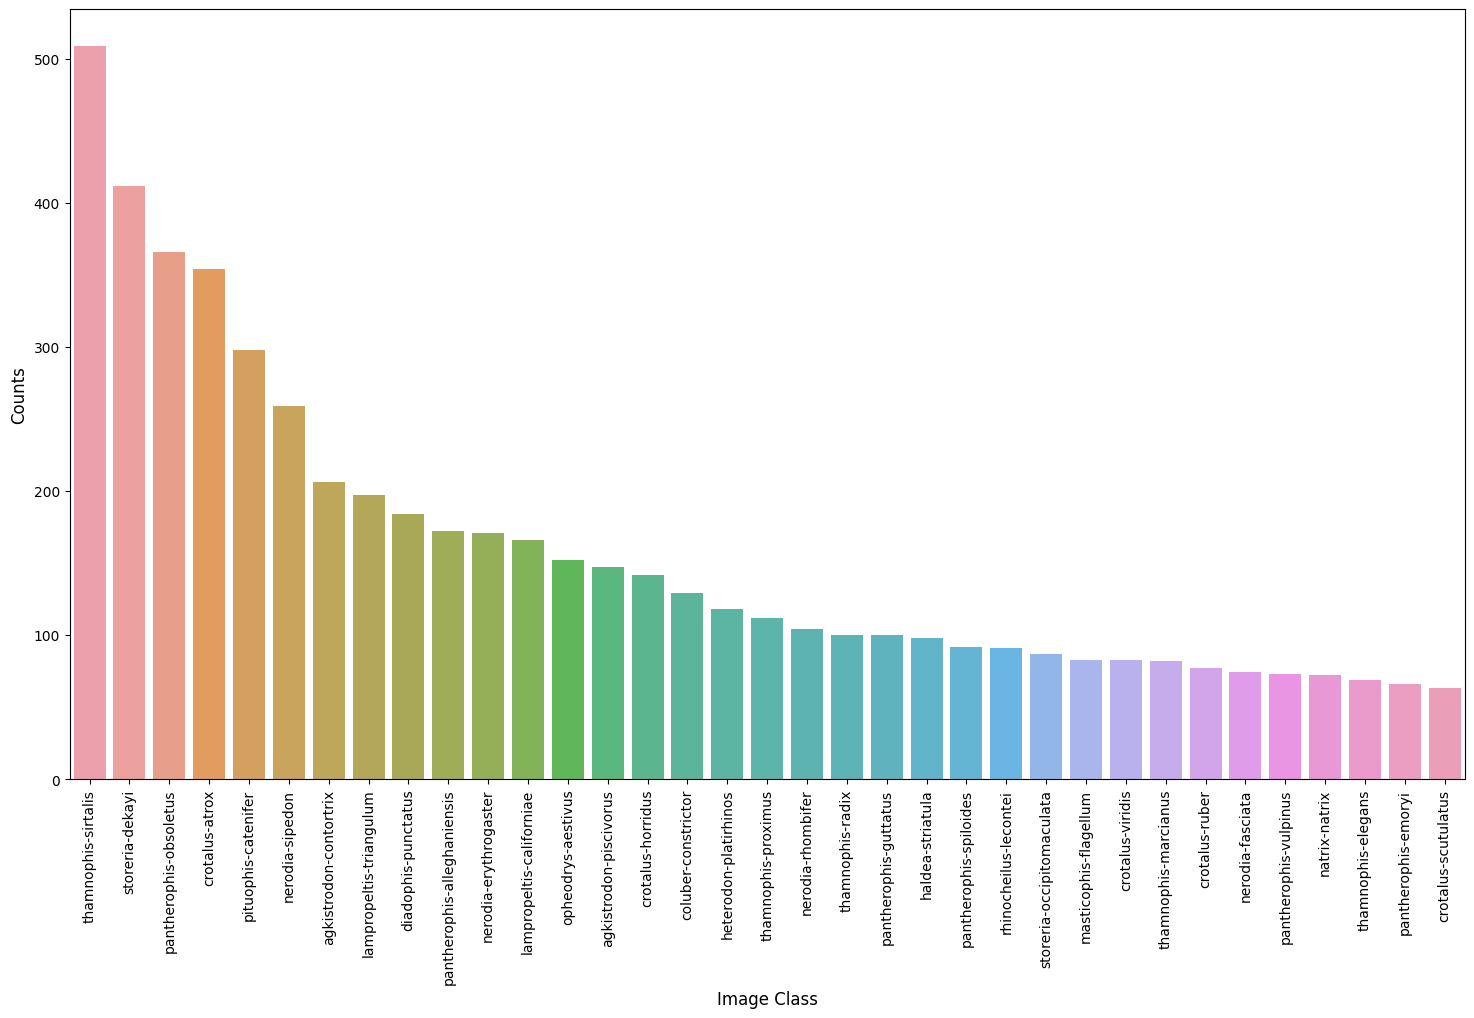 500
400
300
200
100
0
Counts
thamnophis-sirtalis
storeria-dekayi
pantherophis-obsoletus
crotalus-atrox
pituophis-catenifer
nerodia-sipedon
agkistrodon-contortrix
lampropeltis-triangulum
diadophis-punctatus
pantherophis-alleghaniensis
nerodia-erythrogaster
lampropeltis-californiae
opheodrys-aestivus
agkistrodon-piscivorus
crotalus-horridus
coluber-constrictor
heterodon-platirhinos
thamnophis-proximus
nerodia-rhombifer
thamnophis-radix
pantherophis-guttatus
haldea-striatula
pantherophis-spiloides
rhinocheilus-lecontei
storeria-occipitomaculata
masticophis-flagellum
crotalus-viridis
thamnophis-marcianus
crotalus-ruber
nerodia-fasciata
pantherophis-vulpinus
natrix-natrix
thamnophis-elegans
pantherophis-emoryi
crotalus-scutulatus
Image Class